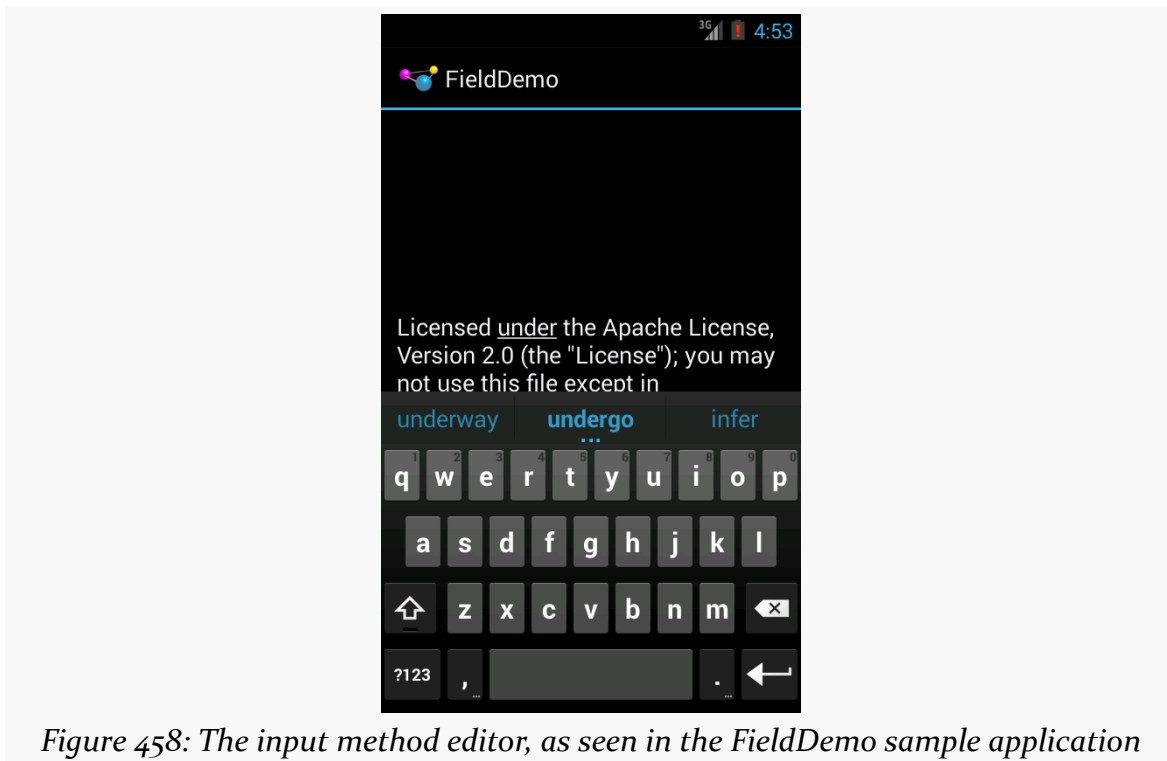 3G 4:53
FieldDemo
Licensed under the Apache License,
Version 2.0 (the "License"); you may
not use this file except in
underway undergo infer
1 2 3 4 5 6 7 8 9 0
q w e r t y u i o p
a s d f g h j k l
z x c v b n m
?123 , .
Figure 458: The input method editor, as seen in the FieldDemo sample application